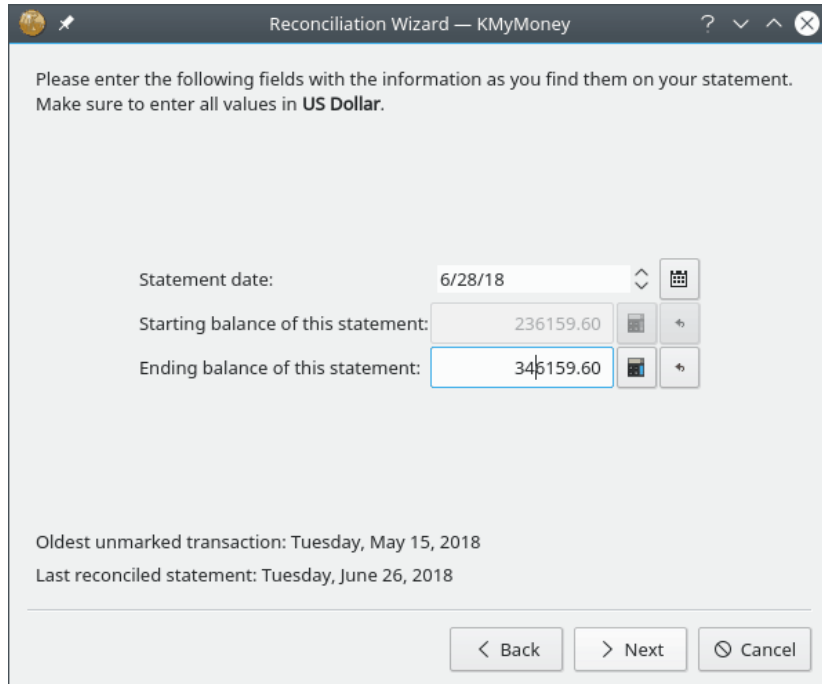 Reconciliation Wizard — KMyMoney
Please enter the following fields with the information as you find them on your statement.
Make sure to enter all values in US Dollar.
Statement date: 6/28/18
Starting balance of this statement: 236159.60
Ending balance of this statement: 346159.60
Oldest unmarked transaction: Tuesday, May 15, 2018
Last reconciled statement: Tuesday, June 26, 2018
< Back > Next Cancel